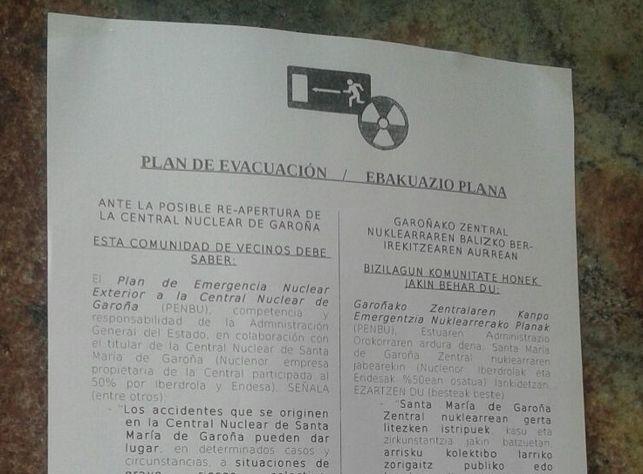 PLAN DE EVACUACIÓN / EBAKUAZIO PLANA
ANTE LA POSIBLE RE-APERTURA DE
LA CENTRAL NUCLEAR DE GAROÑA
ESTA COMUNIDAD DE VECINOS DEBE
SABER:
El Plan de Emergencia Nuclear
Exterior a la Central Nuclear de
Garoña (PENBU), competencia y
responsabilidad de la Administración
General del Estado, en colaboración con
el titular de la Central Nuclear de Santa
María de Garoña (Nuclenor empresa
propietaria de la Central participada al
50% por Iberdrola y Endesa). SEÑALA
(entre otros):
- "Los accidentes que se originen
en la Central Nuclear de Santa
María de Garoña pueden dar
lugar, en determinados casos y
circunstancias, a situaciones de
GAROÑAKO ZENTRAL
NUKLEARRAREN BALIZKO BER-
IREKITZEAREN AURREAN
BIZILAGUN KOMUNITATE HONEK
JAKIN BEHAR DU:
Garoñako Zentralaren Kanpo
Emergentzia Nuklearrerako Planak
(PENBU), Estuaren Administrazio
Orokorraren ardura dena, Santa María
de Garoña Zentral nuklearraren
jabearekin (Nuclenor Iberdrolak eta
Endesak %50ean osatua) lankidetzan,
EZARTZEN DU (besteak beste)
- "Santa María de Garoña
Zentral nuklearrean gerta
litezken istripuek, kasu eta
zirkunstantzia jakin batzuetan,
arrisku kolektibo larriko
zorigaitz publiko edo